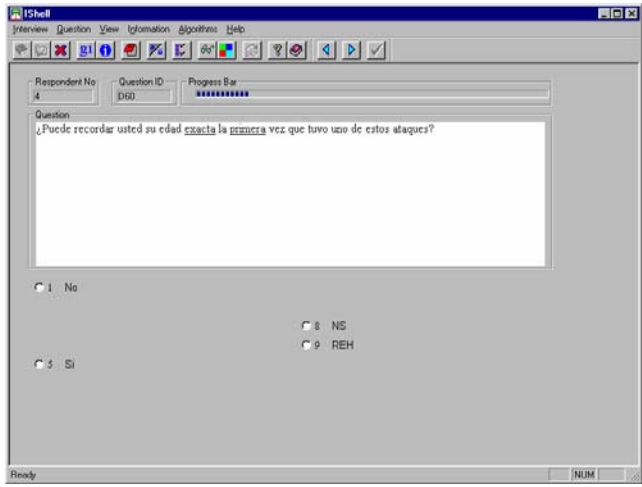 IShell
Interview Question View Information Algorithms Help
gi
Respondent No Question ID Progress Bar
4 D60
Question
¿Puede recordar usted su edad exacta la primera vez que tuvo uno de estos ataques?
1 No
8 NS
9 REH
5 Si
Ready NUM